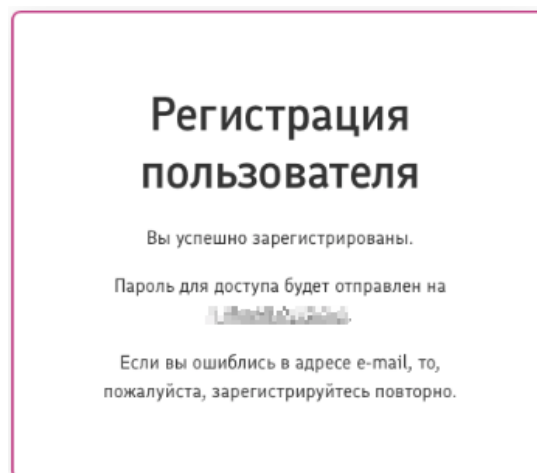 Регистрация
пользователя
Вы успешно зарегистрированы.
Пароль для доступа будет отправлен на
Если вы ошиблись в адресе e-mail, то,
пожалуйста, зарегистрируйтесь повторно.